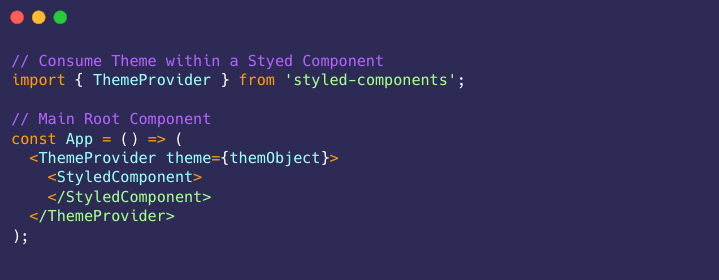 // Consume Theme within a Styed Component
import { ThemeProvider } from 'styled-components';
// Main Root Component
const App = () => (
<ThemeProvider theme={themObject}>
<StyledComponent>
</StyledComponent>
</ThemeProvider>
);